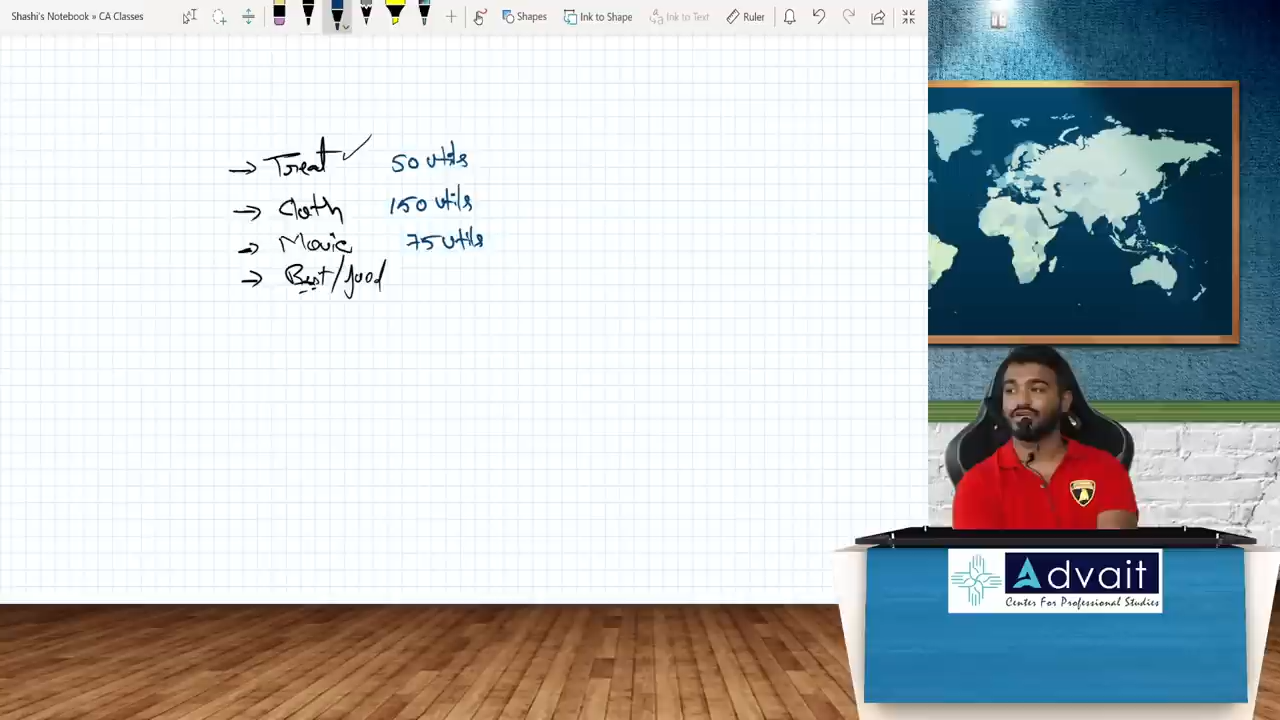 Shashi's Notebook » CA Classes
Shapes
Ink to Shape
Ink to Text
Ruler
→ Treat ✓ 50 utils
→ Cloth 150 utils
→ Movie 75 utils
→ Best/food
Advait
Center For Professional Studies